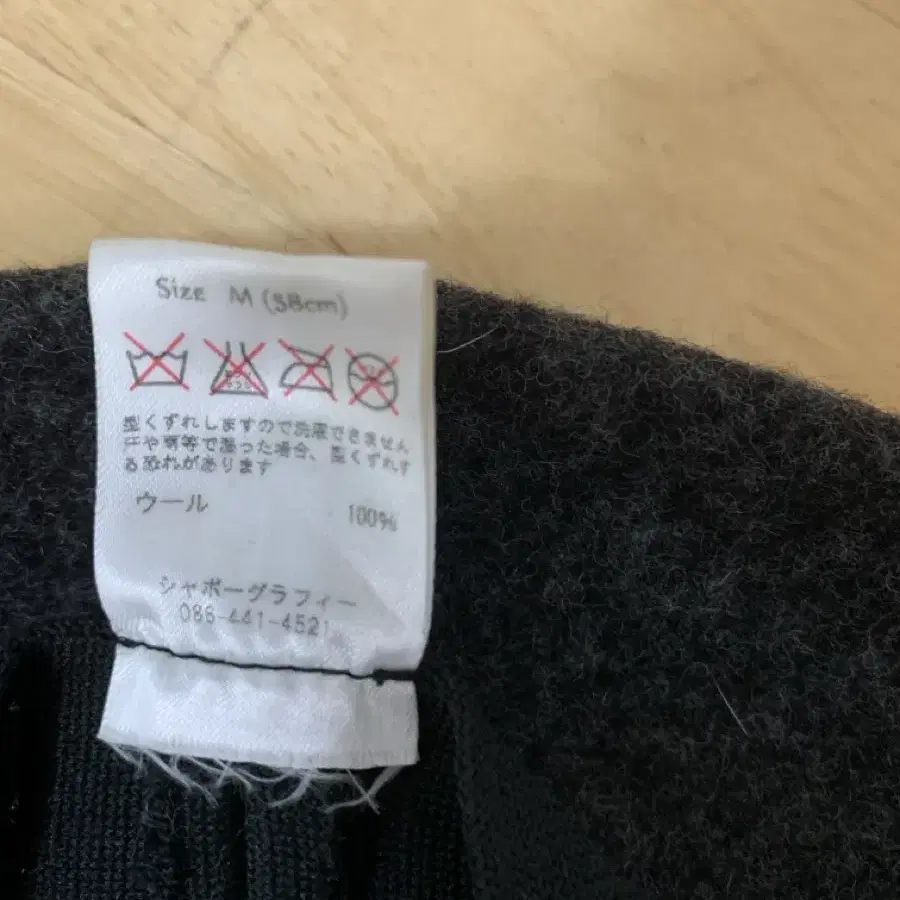 Size M (58cm)
型くずれしますので洗濯できません
汗や雨等で湿った場合、型くずれす
る恐れがあります
ウール 100%
シャポーグラフィー
086-441-4521